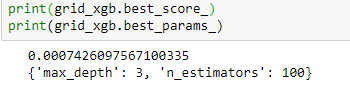 print(grid_xgb.best_score_)
print(grid_xgb.best_params_)
0.0007426097567100335
{'max_depth': 3, 'n_estimators': 100}